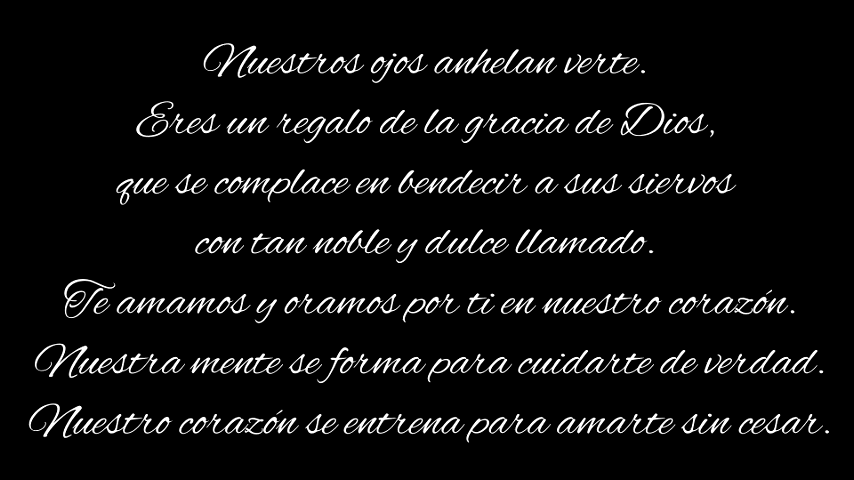 Nuestros ojos anhelan verte.
Eres un regalo de la gracia de Dios,
que se complace en bendecir a sus siervos
con tan noble y dulce llamado.
Te amamos y oramos por ti en nuestro corazón.
Nuestra mente se forma para cuidarte de verdad.
Nuestro corazón se entrena para amarte sin cesar.